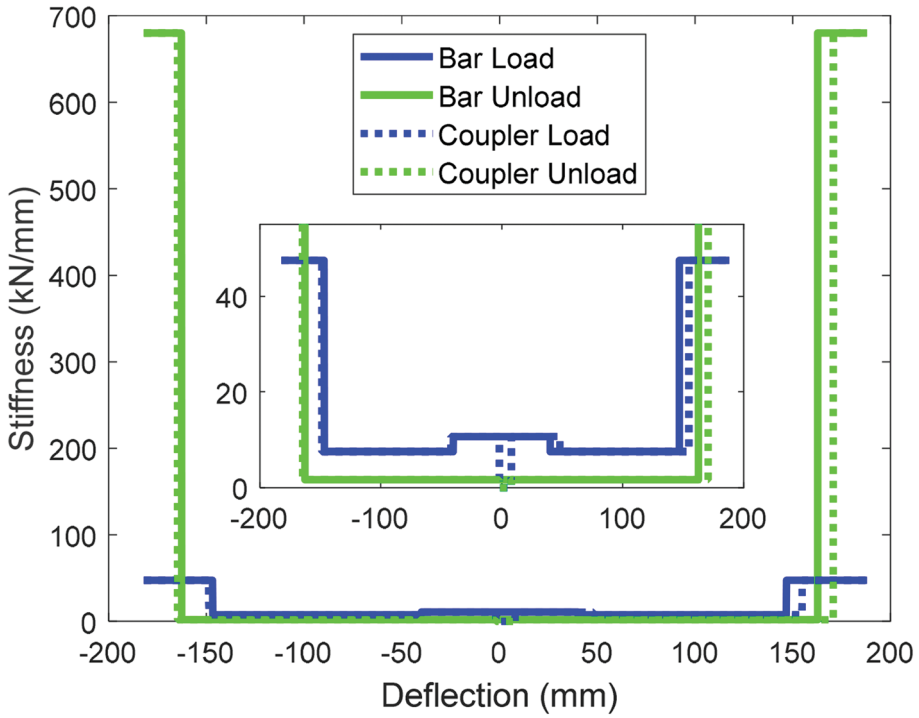 700
600
500
400
300
200
100
0
Stiffness (kN/mm)
Bar Load
Bar Unload
Coupler Load
Coupler Unload
40
20
0
-200 -100 0 100 200
-200 -150 -100 -50 0 50 100 150 200
Deflection (mm)